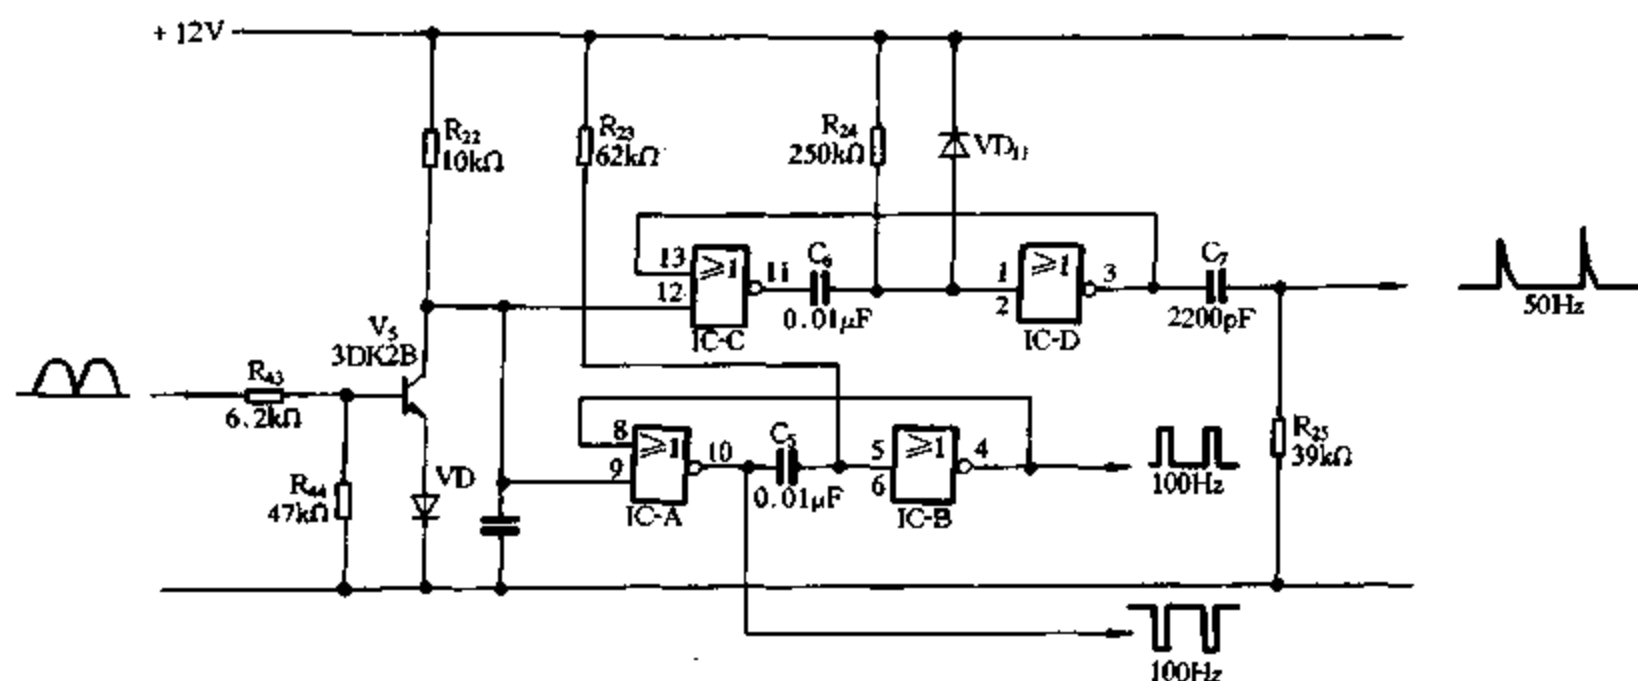 + 12V
R22
10kΩ
R23
62kΩ
R24
250kΩ
VD11
13
12
≥1
11
IC-C
C6
0.01μF
1
2
≥1
3
IC-D
C7
2200pF
50Hz
V5
3DK2B
R43
6.2kΩ
R44
47kΩ
VD
8
9
≥1
10
IC-A
C5
0.01μF
5
6
≥1
4
IC-B
100Hz
R25
39kΩ
100Hz